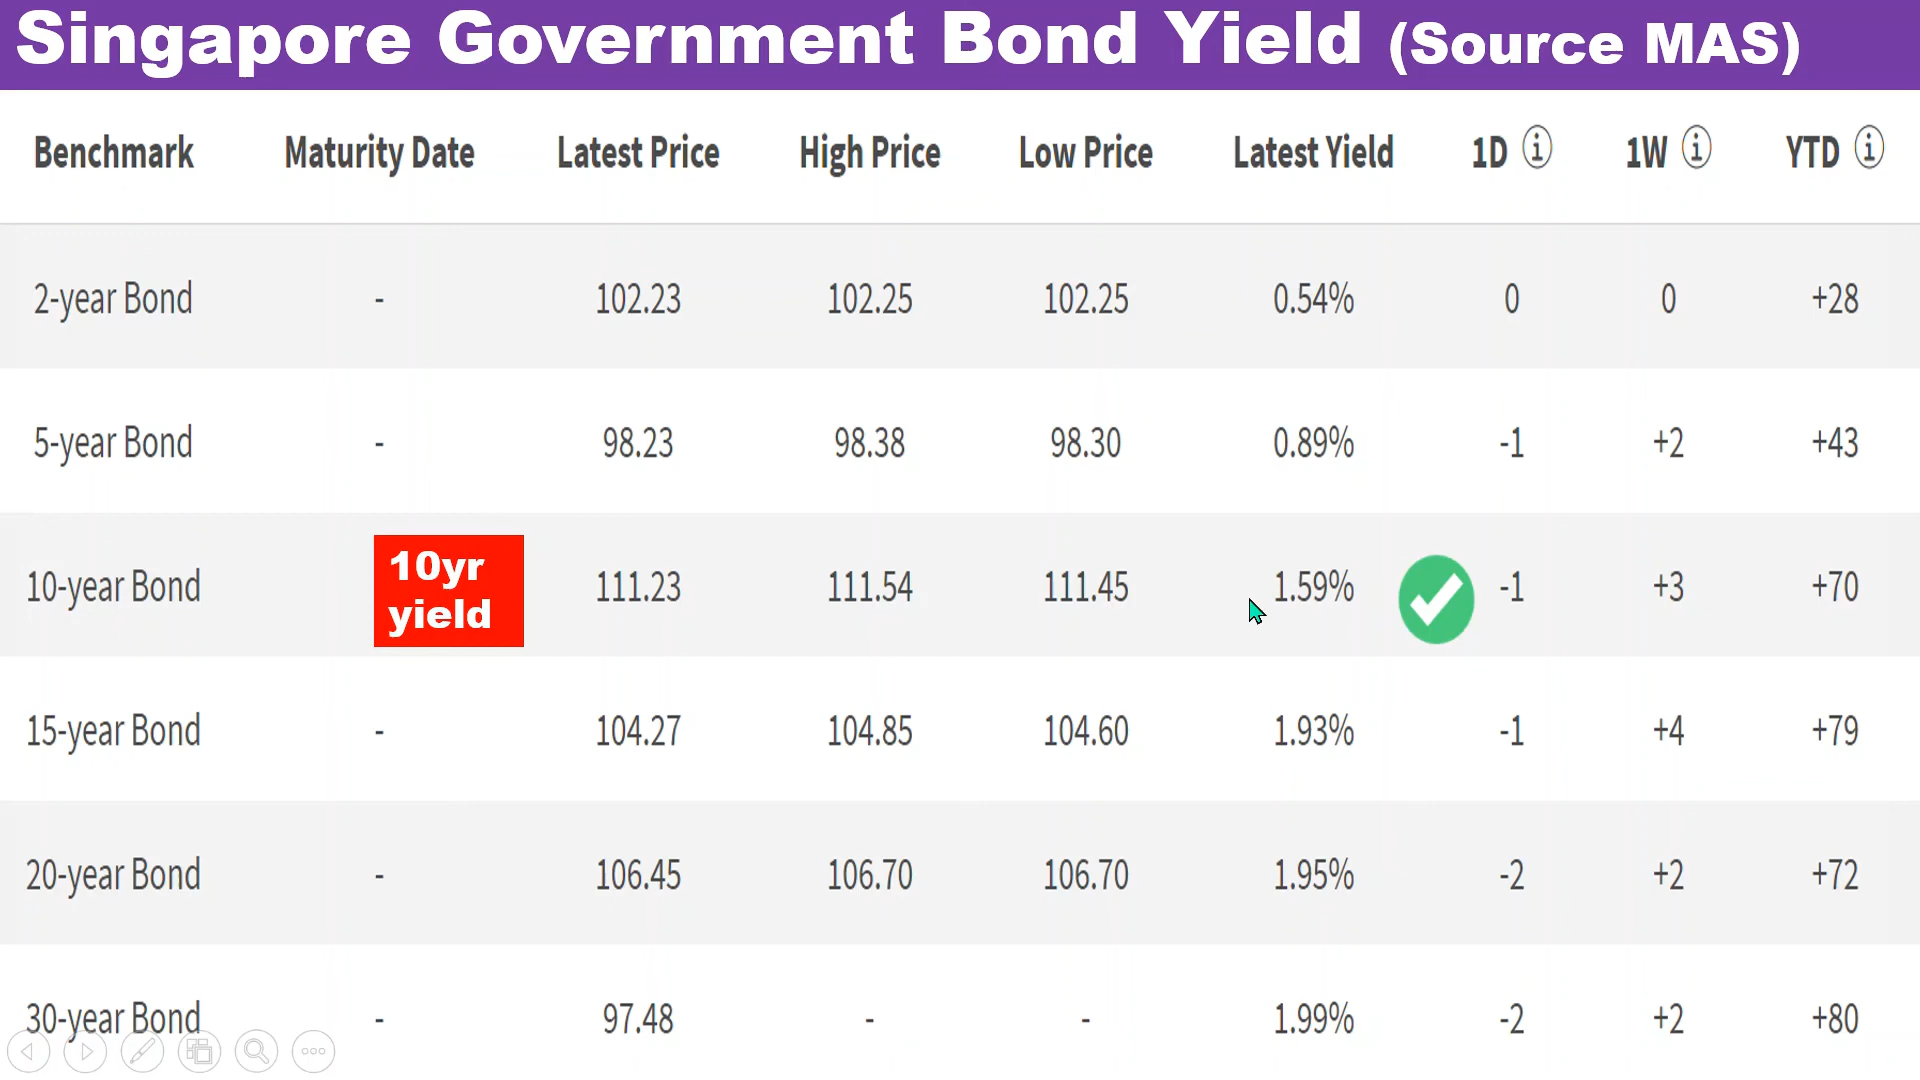 Singapore Government Bond Yield (Source MAS)
Benchmark Maturity Date Latest Price High Price Low Price Latest Yield 1D i 1W i YTD i
2-year Bond - 102.23 102.25 102.25 0.54% 0 0 +28
5-year Bond - 98.23 98.38 98.30 0.89% -1 +2 +43
10-year Bond 10yr yield 111.23 111.54 111.45 1.59% -1 +3 +70
15-year Bond - 104.27 104.85 104.60 1.93% -1 +4 +79
20-year Bond - 106.45 106.70 106.70 1.95% -2 +2 +72
30-year Bond - 97.48 - - 1.99% -2 +2 +80